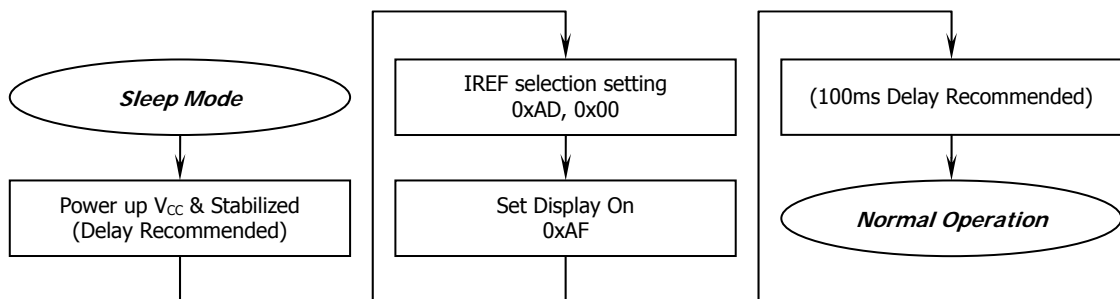 Sleep Mode
Power up VCC & Stabilized
(Delay Recommended)
IREF selection setting
0xAD, 0x00
Set Display On
0xAF
(100ms Delay Recommended)
Normal Operation